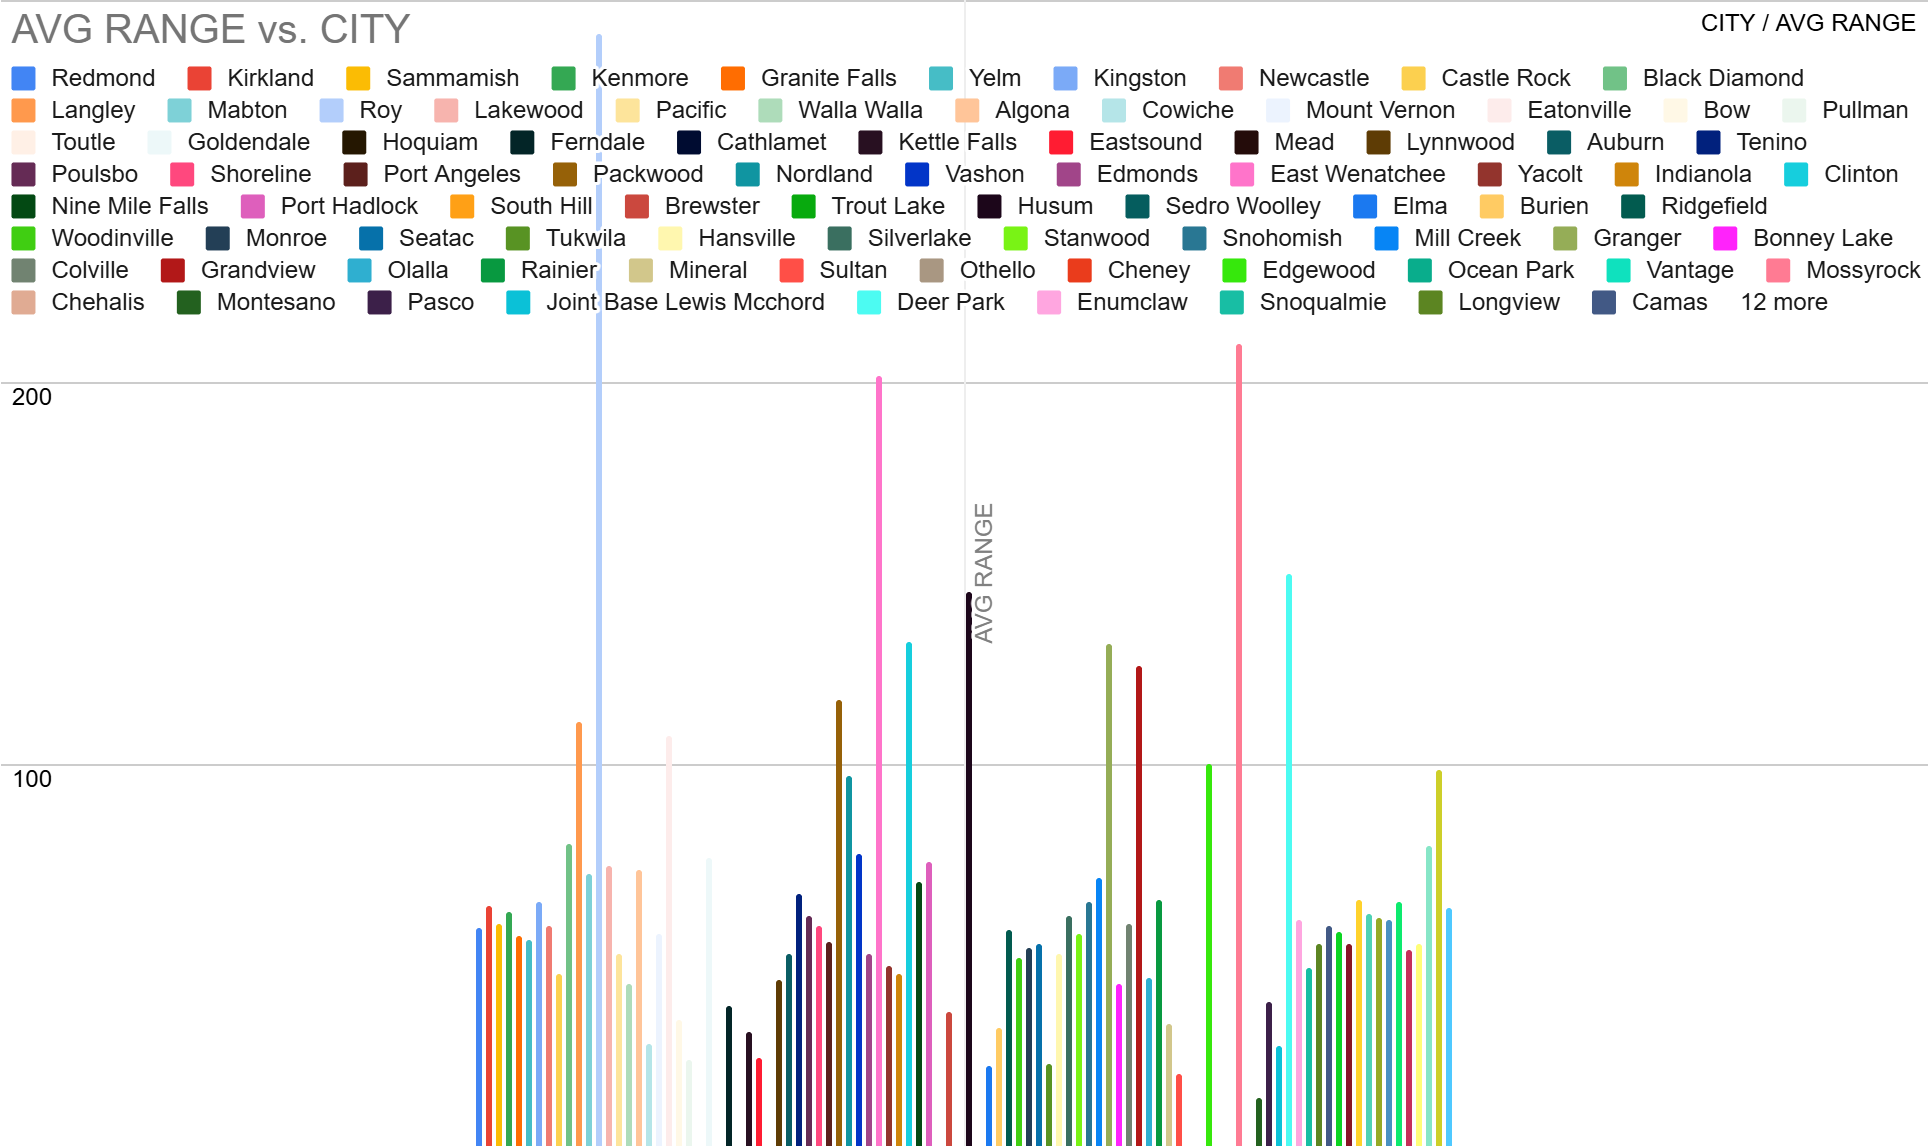 AVG RANGE vs. CITY
CITY / AVG RANGE
Redmond Kirkland Sammamish Kenmore Granite Falls Yelm Kingston Newcastle Castle Rock Black Diamond
Langley Mabton Roy Lakewood Pacific Walla Walla Algona Cowiche Mount Vernon Eatonville Bow Pullman
Toutle Goldendale Hoquiam Ferndale Cathlamet Kettle Falls Eastsound Mead Lynnwood Auburn Tenino
Poulsbo Shoreline Port Angeles Packwood Nordland Vashon Edmonds East Wenatchee Yacolt Indianola Clinton
Nine Mile Falls Port Hadlock South Hill Brewster Trout Lake Husum Sedro Woolley Elma Burien Ridgefield
Woodinville Monroe Seatac Tukwila Hansville Silverlake Stanwood Snohomish Mill Creek Granger Bonney Lake
Colville Grandview Olalla Rainier Mineral Sultan Othello Cheney Edgewood Ocean Park Vantage Mossyrock
Chehalis Montesano Pasco Joint Base Lewis Mcchord Deer Park Enumclaw Snoqualmie Longview Camas 12 more
200
AVG RANGE
100